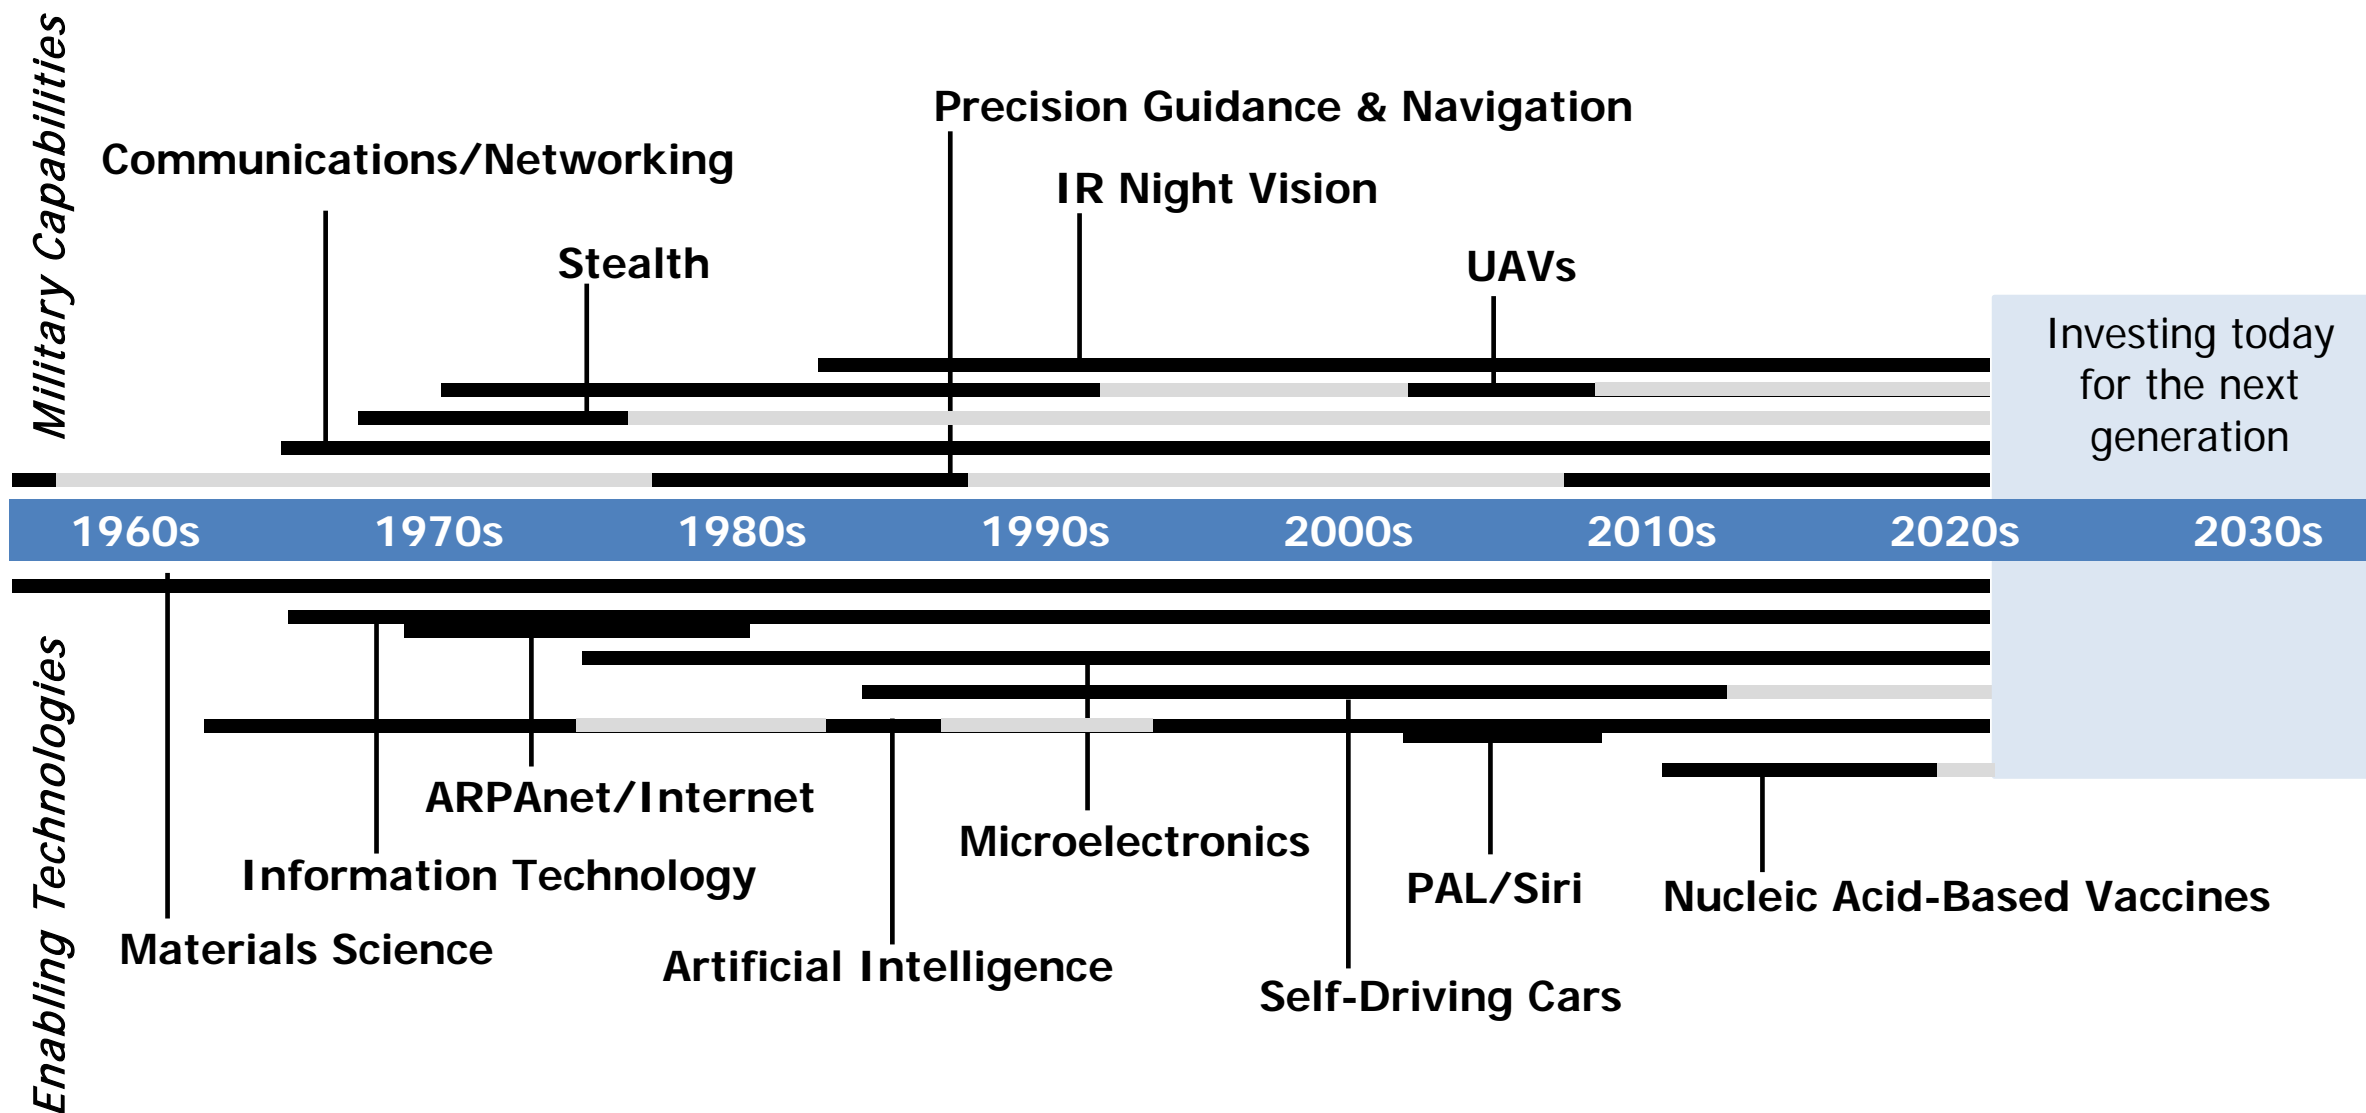 Military Capabilities
Precision Guidance & Navigation
Communications/Networking
IR Night Vision
Stealth
UAVs
Investing today
for the next
generation
1960s
1970s
1980s
1990s
2000s
2010s
2020s
2030s
Enabling Technologies
ARPAnet/Internet
Microelectronics
Information Technology
PAL/Siri
Nucleic Acid-Based Vaccines
Materials Science
Artificial Intelligence
Self-Driving Cars